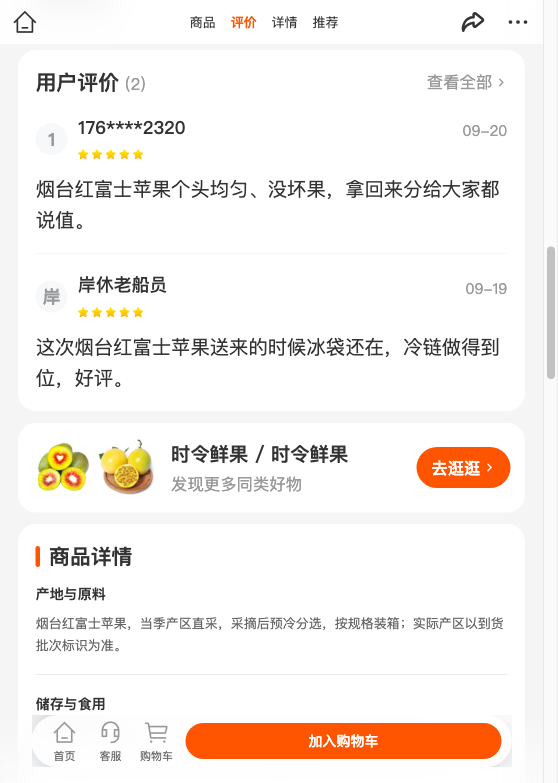 商品 评价 详情 推荐
用户评价 (2) 查看全部
1 176****2320 09-20
烟台红富士苹果个头均匀、没坏果，拿回来分给大家都
说值。
岸 岸休老船员 09-19
这次烟台红富士苹果送来的时候冰袋还在，冷链做得到
位，好评。
时令鲜果 / 时令鲜果
发现更多同类好物
去逛逛
商品详情
产地与原料
烟台红富士苹果，当季产区直采，采摘后预冷分选，按规格装箱；实际产区以到货
批次标识为准。
储存与食用
首页 客服 购物车 加入购物车